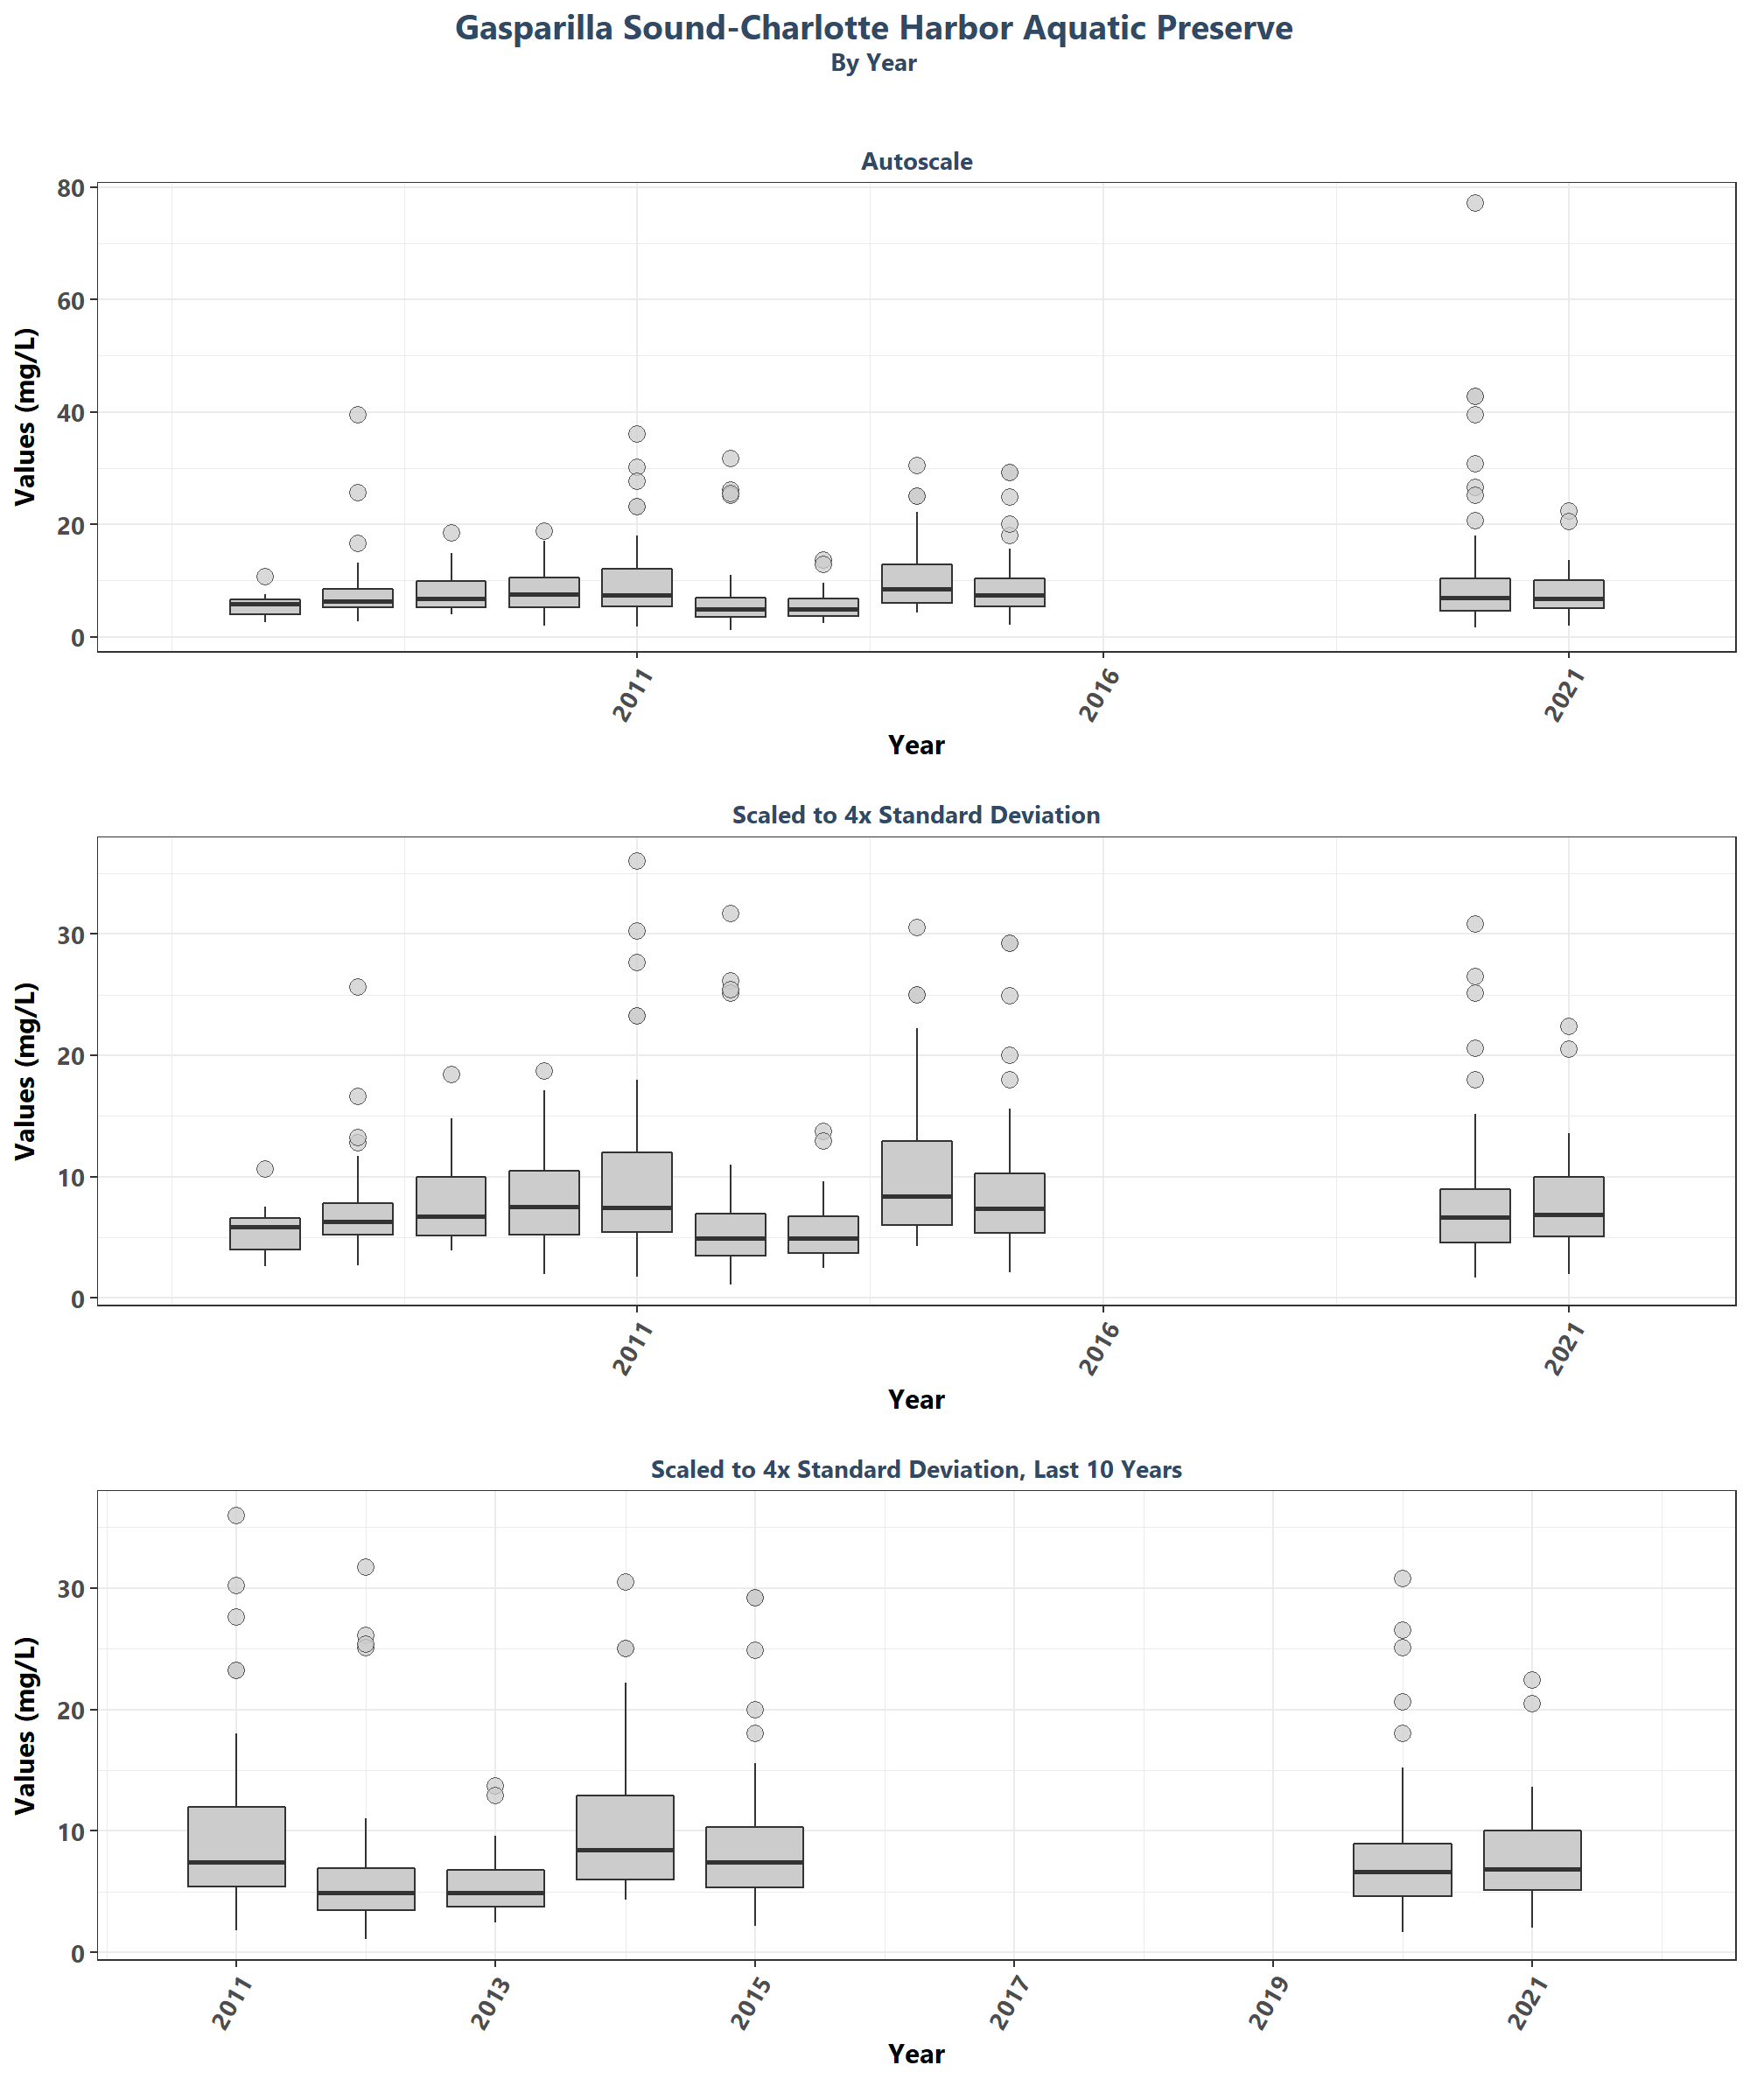 Gasparilla Sound-Charlotte Harbor Aquatic Preserve
By Year
Autoscale
Values (mg/L)
80
60
40
20
0
2011
2016
2021
Year
Scaled to 4x Standard Deviation
Values (mg/L)
30
20
10
0
2011
2016
2021
Year
Scaled to 4x Standard Deviation, Last 10 Years
Values (mg/L)
30
20
10
0
2011
2013
2015
2017
2019
2021
Year